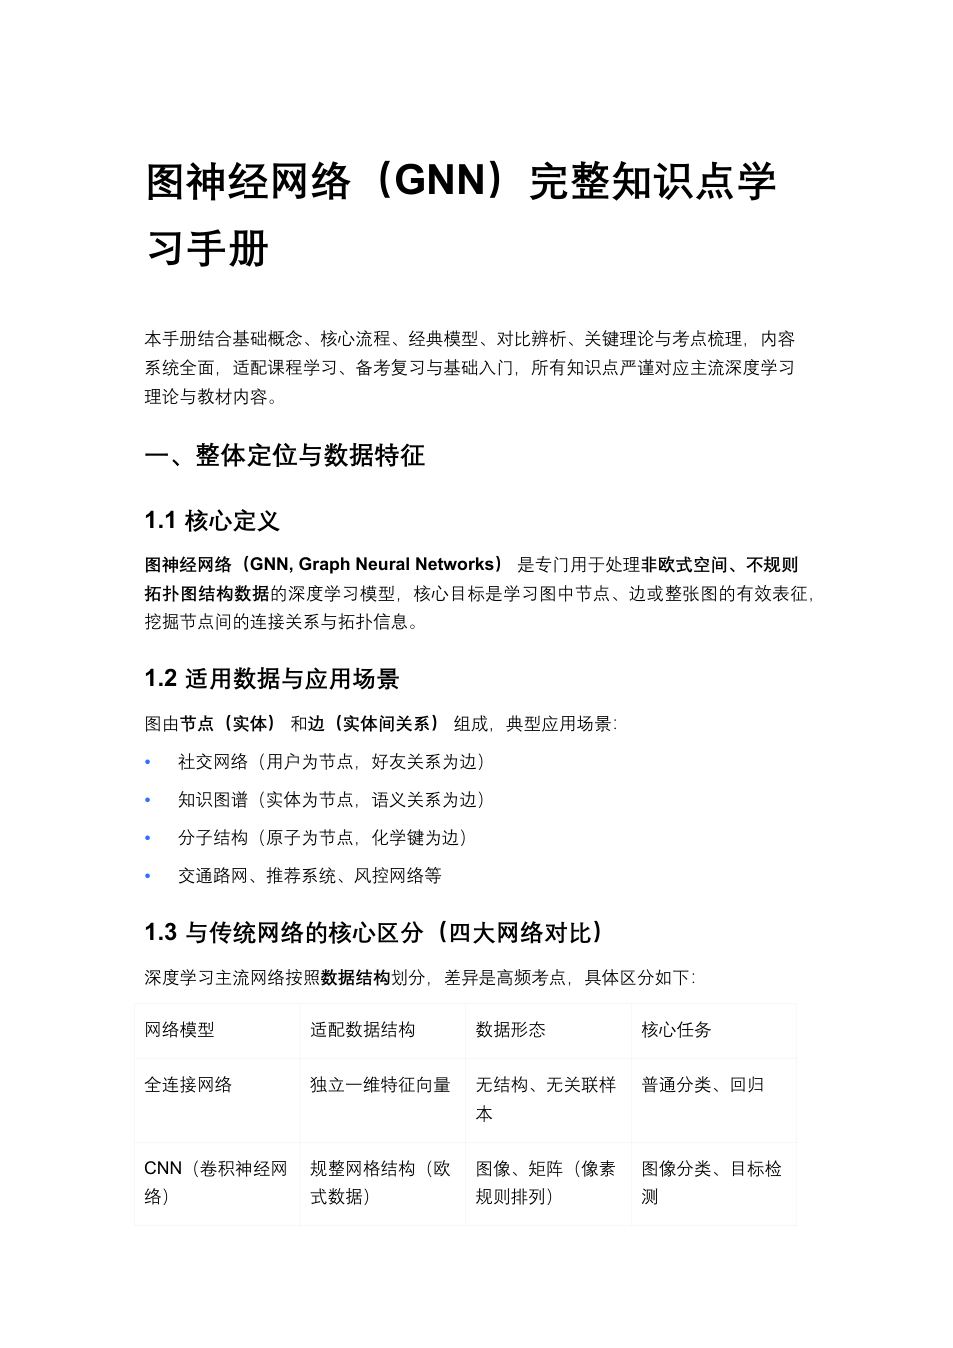 图神经网络（GNN）完整知识点学
习手册
本手册结合基础概念、核心流程、经典模型、对比辨析、关键理论与考点梳理，内容
系统全面，适配课程学习、备考复习与基础入门，所有知识点严谨对应主流深度学习
理论与教材内容。
一、整体定位与数据特征
1.1 核心定义
图神经网络（GNN, Graph Neural Networks） 是专门用于处理非欧式空间、不规则
拓扑图结构数据的深度学习模型，核心目标是学习图中节点、边或整张图的有效表征，
挖掘节点间的连接关系与拓扑信息。
1.2 适用数据与应用场景
图由节点（实体） 和边（实体间关系） 组成，典型应用场景：
• 社交网络（用户为节点，好友关系为边）
• 知识图谱（实体为节点，语义关系为边）
• 分子结构（原子为节点，化学键为边）
• 交通路网、推荐系统、风控网络等
1.3 与传统网络的核心区分（四大网络对比）
深度学习主流网络按照数据结构划分，差异是高频考点，具体区分如下：
网络模型 适配数据结构 数据形态 核心任务
全连接网络 独立一维特征向量 无结构、无关联样 普通分类、回归
本
CNN（卷积神经网 规整网格结构（欧 图像、矩阵（像素 图像分类、目标检
络） 式数据） 规则排列） 测